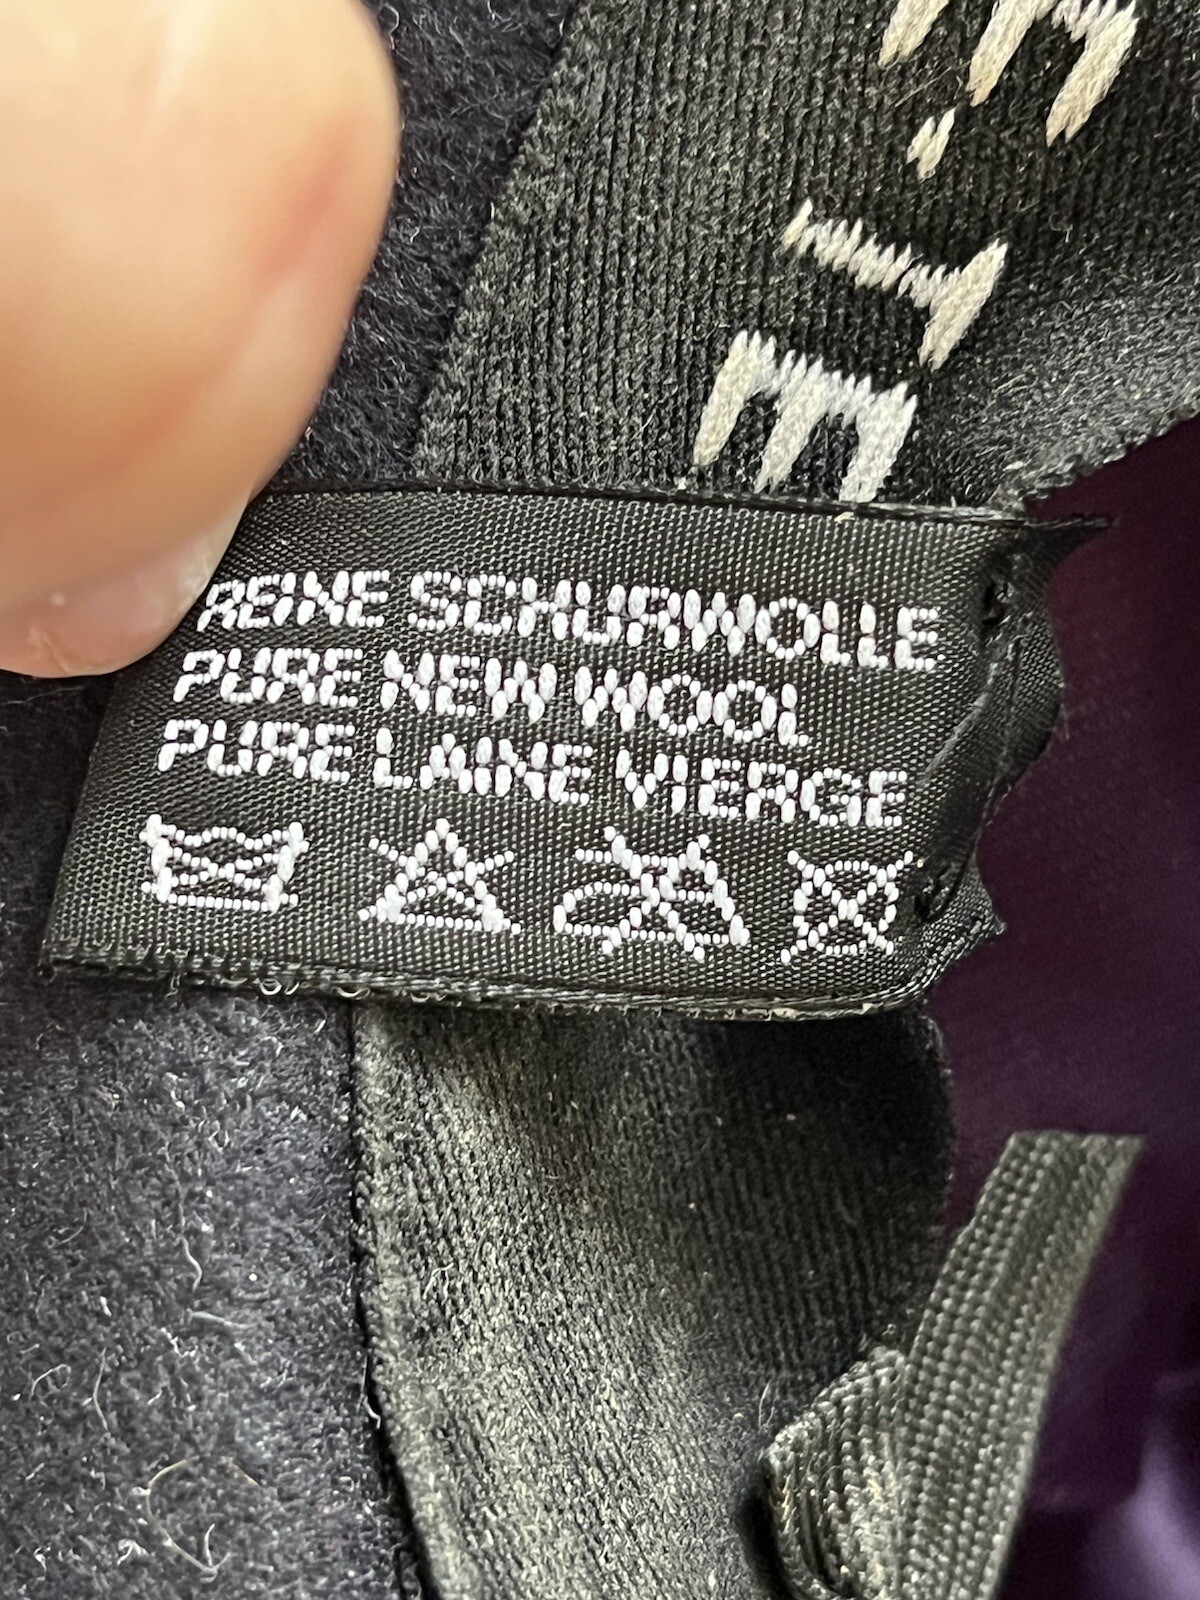 REINE SCHURWOLLE
PURE NEW WOOL
PURE LAINE VIERGE